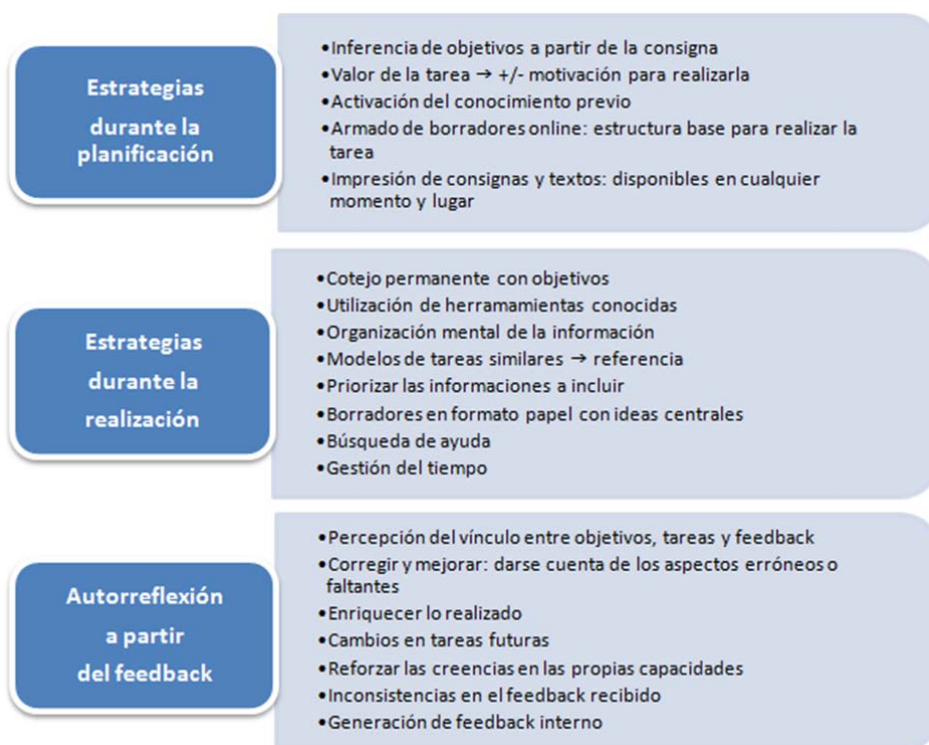 Estrategias
durante la
planificación
•Inferencia de objetivos a partir de la consigna
•Valor de la tarea → +/- motivación para realizarla
•Activación del conocimiento previo
•Armado de borradores online: estructura base para realizar la
tarea
•Impresión de consignas y textos: disponibles en cualquier
momento y lugar
Estrategias
durante la
realización
•Cotejo permanente con objetivos
•Utilización de herramamientas conocidas
•Organización mental de la información
•Modelos de tareas similares → referencia
•Priorizar las informaciones a incluir
•Borradores en formato papel con ideas centrales
•Búsqueda de ayuda
•Gestión del tiempo
Autorreflexión
a partir
del feedback
•Percepción del vínculo entre objetivos, tareas y feedback
•Corregir y mejorar: darse cuenta de los aspectos erróneos o
faltantes
•Enriquecer lo realizado
•Cambios en tareas futuras
•Reforzar las creencias en las propias capacidades
•Inconsistencias en el feedback recibido
•Generación de feedback interno